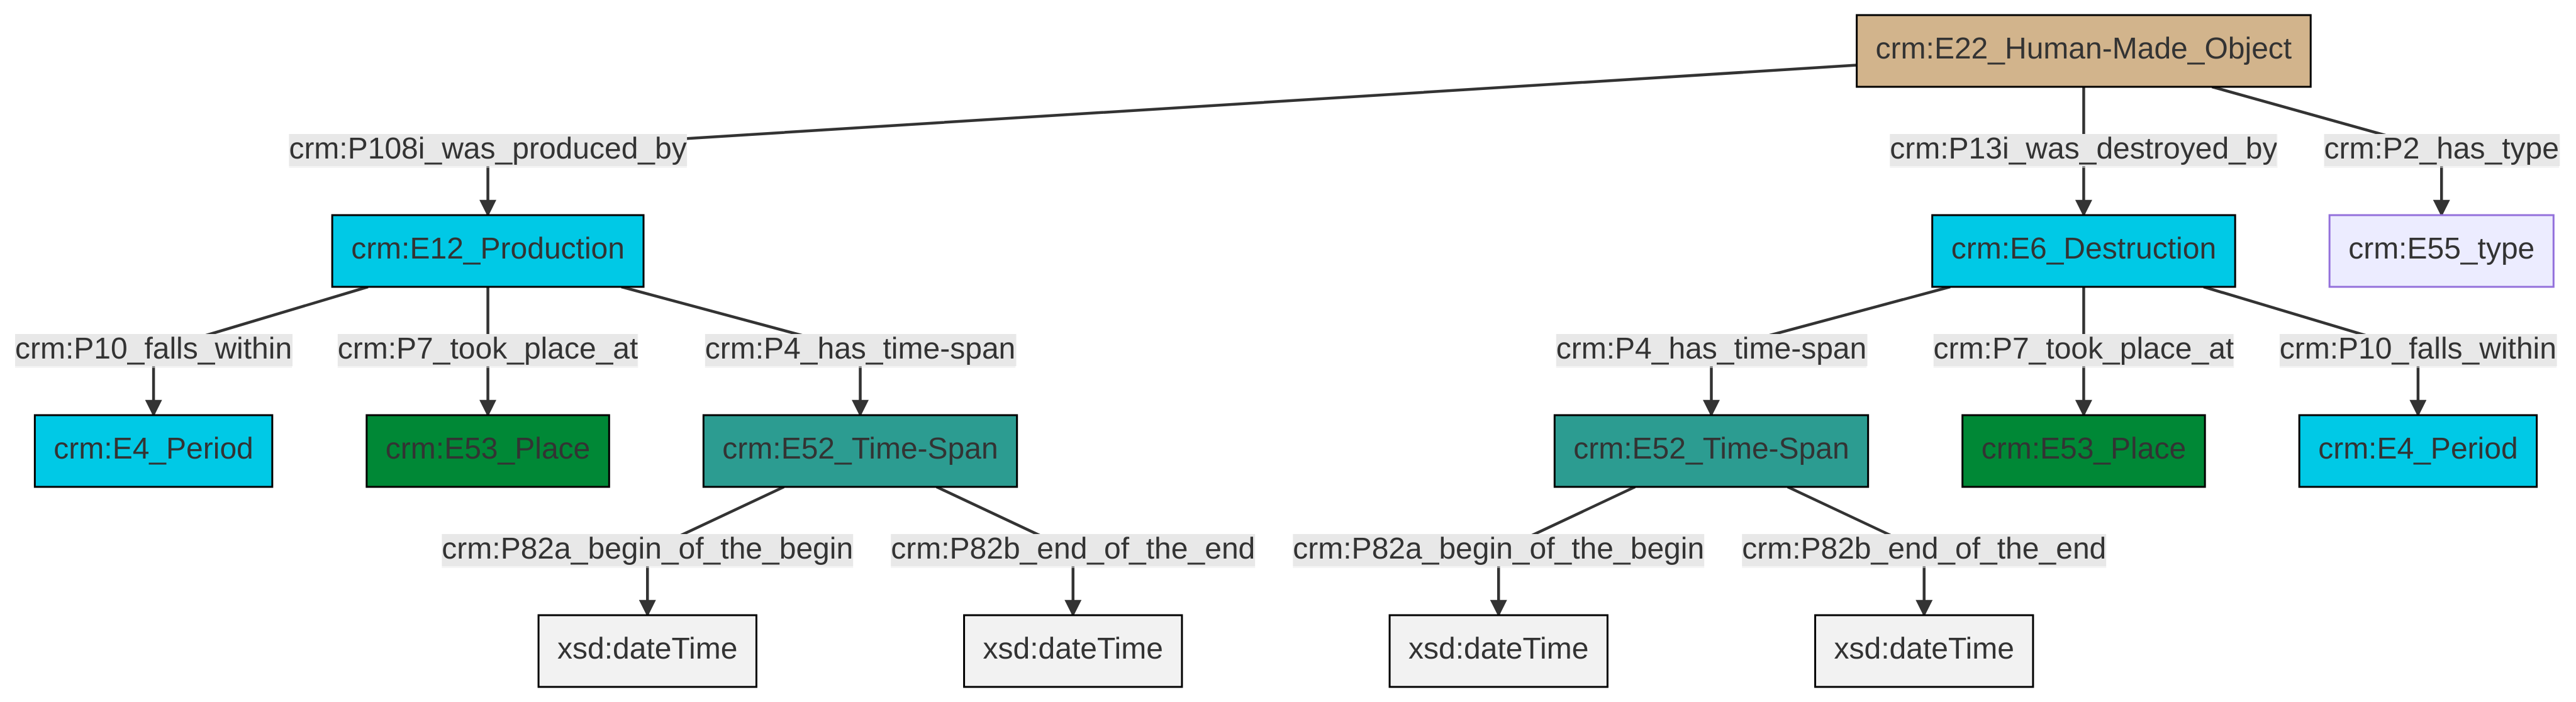 crm:E22_Human-Made_Object
crm:P108i_was_produced_by
crm:P13i_was_destroyed_by
crm:P2_has_type
crm:E12_Production
crm:E6_Destruction
crm:E55_type
crm:P10_falls_within
crm:P7_took_place_at
crm:P4_has_time-span
crm:P4_has_time-span
crm:P7_took_place_at
crm:P10_falls_within
crm:E4_Period
crm:E53_Place
crm:E52_Time-Span
crm:E52_Time-Span
crm:E53_Place
crm:E4_Period
crm:P82a_begin_of_the_begin
crm:P82b_end_of_the_end
crm:P82a_begin_of_the_begin
crm:P82b_end_of_the_end
xsd:dateTime
xsd:dateTime
xsd:dateTime
xsd:dateTime